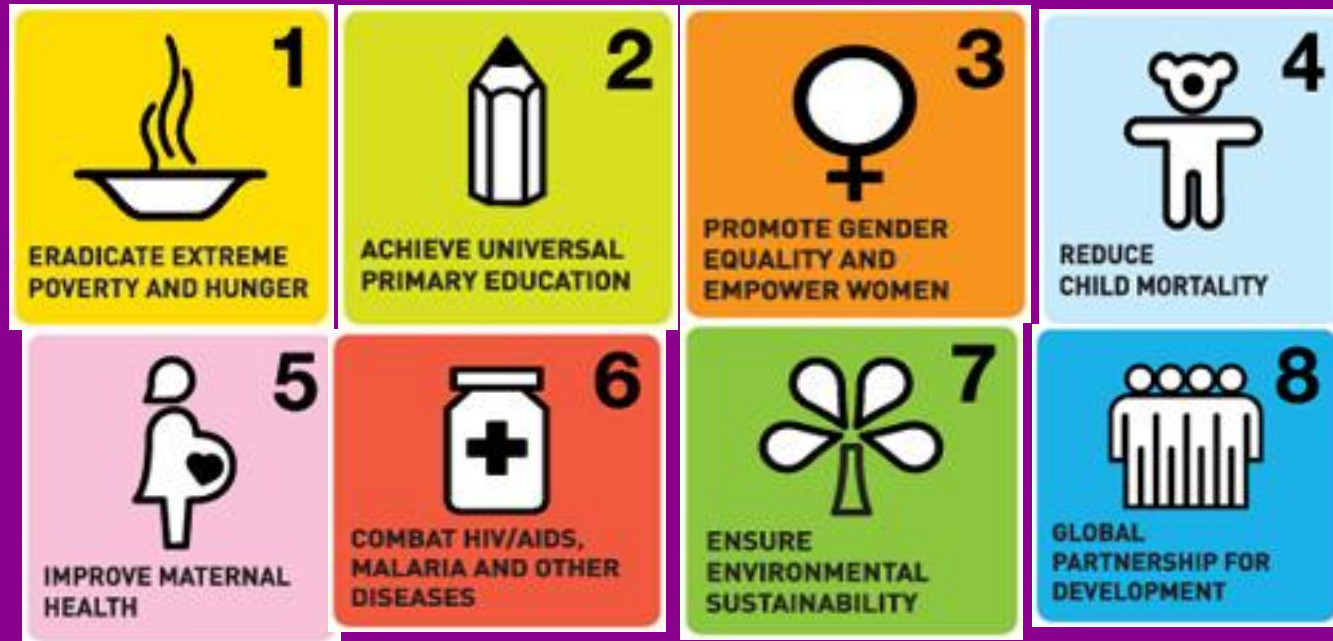 1
ERADICATE EXTREME
POVERTY AND HUNGER
2
ACHIEVE UNIVERSAL
PRIMARY EDUCATION
3
PROMOTE GENDER
EQUALITY AND
EMPOWER WOMEN
4
REDUCE
CHILD MORTALITY
5
IMPROVE MATERNAL
HEALTH
6
COMBAT HIV/AIDS,
MALARIA AND OTHER
DISEASES
7
ENSURE
ENVIRONMENTAL
SUSTAINABILITY
8
GLOBAL
PARTNERSHIP FOR
DEVELOPMENT